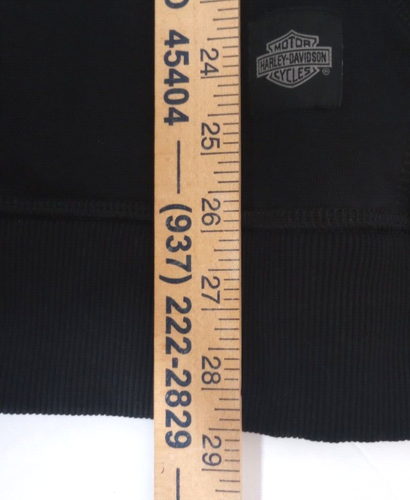 45404 — (937) 222-2829 —
24
25
26
27
28
29
MOTOR
HARLEY-DAVIDSON
CYCLES
®